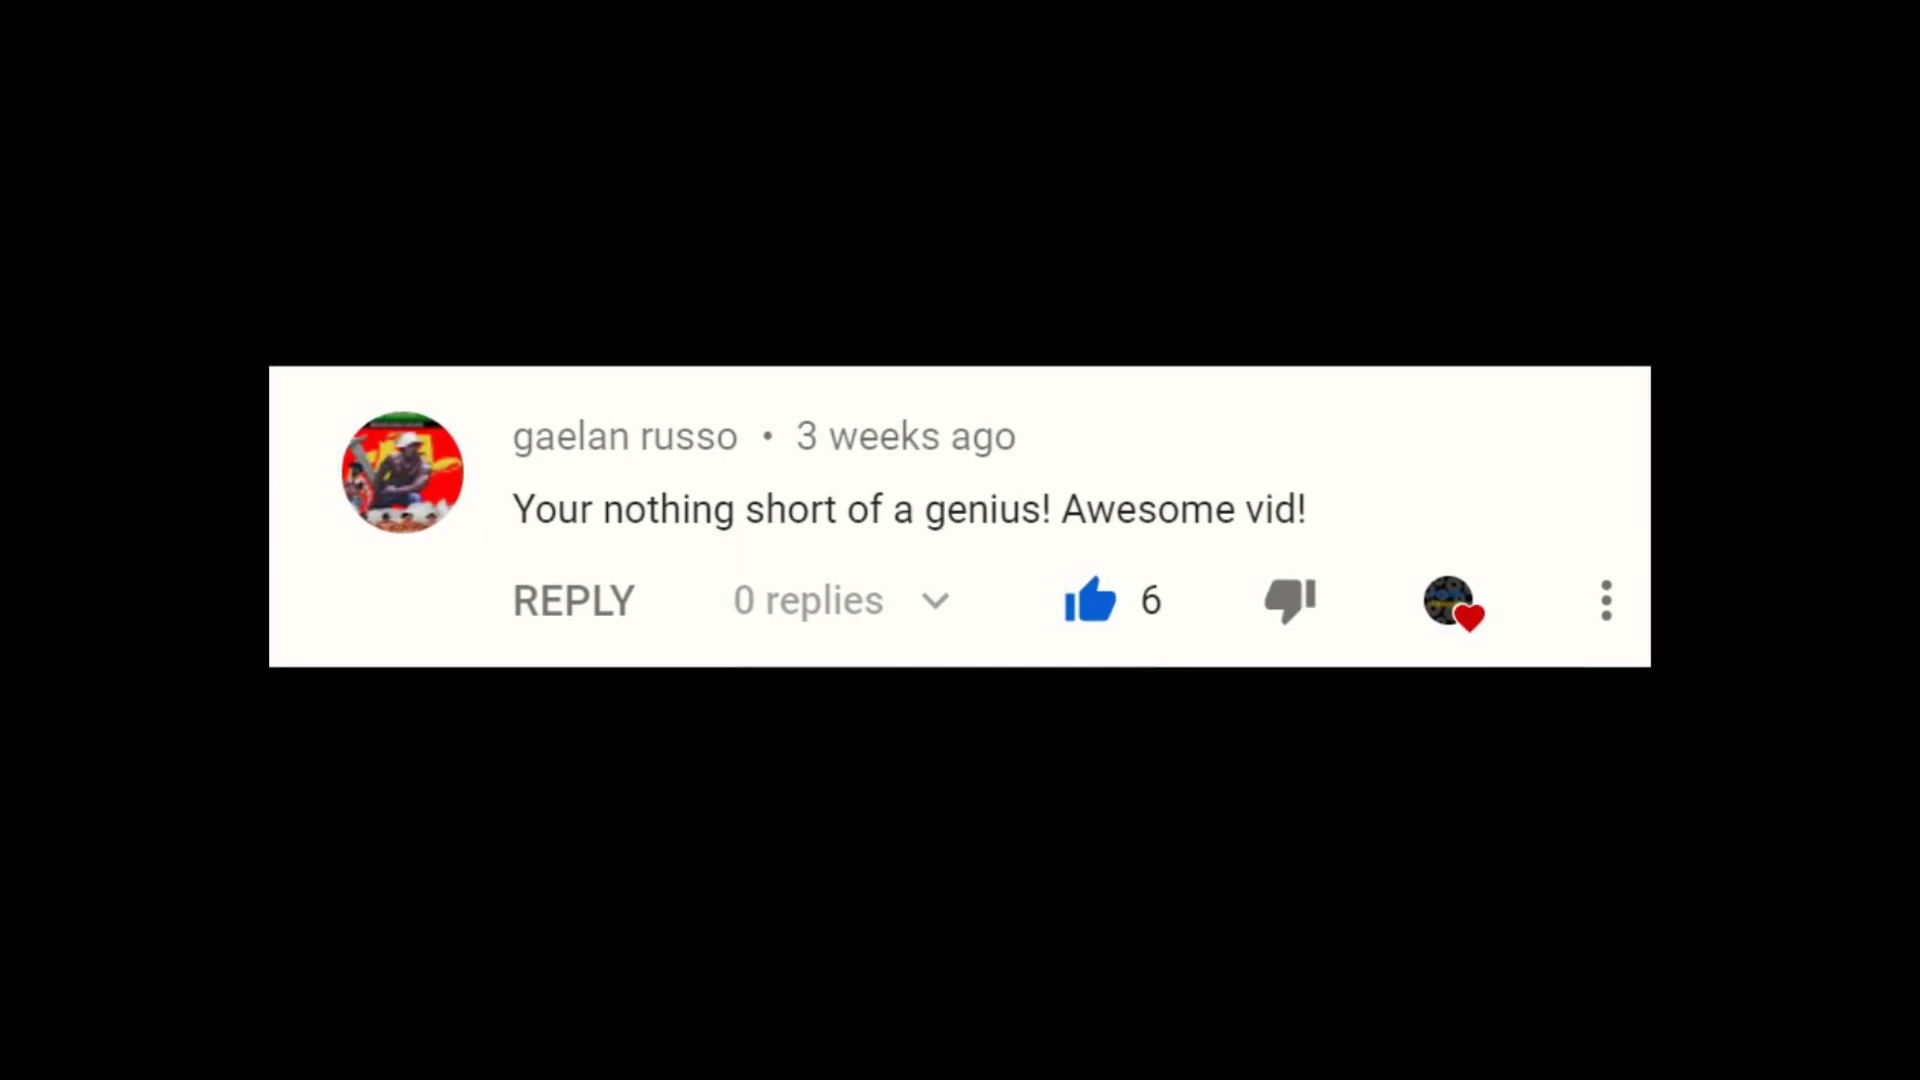 gaelan russo • 3 weeks ago
Your nothing short of a genius! Awesome vid!
REPLY 0 replies 6